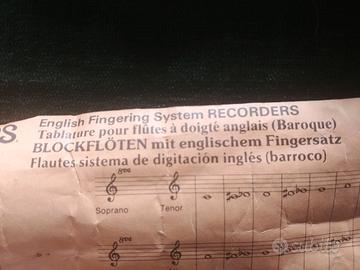 English Fingering System RECORDERS
Tablature pour flûtes à doigté anglais (Baroque)
BLOCKFLÖTEN mit englischem Fingersatz
Flautes sistema de digitación inglès (barroco)
8va
Soprano Tenor
8va